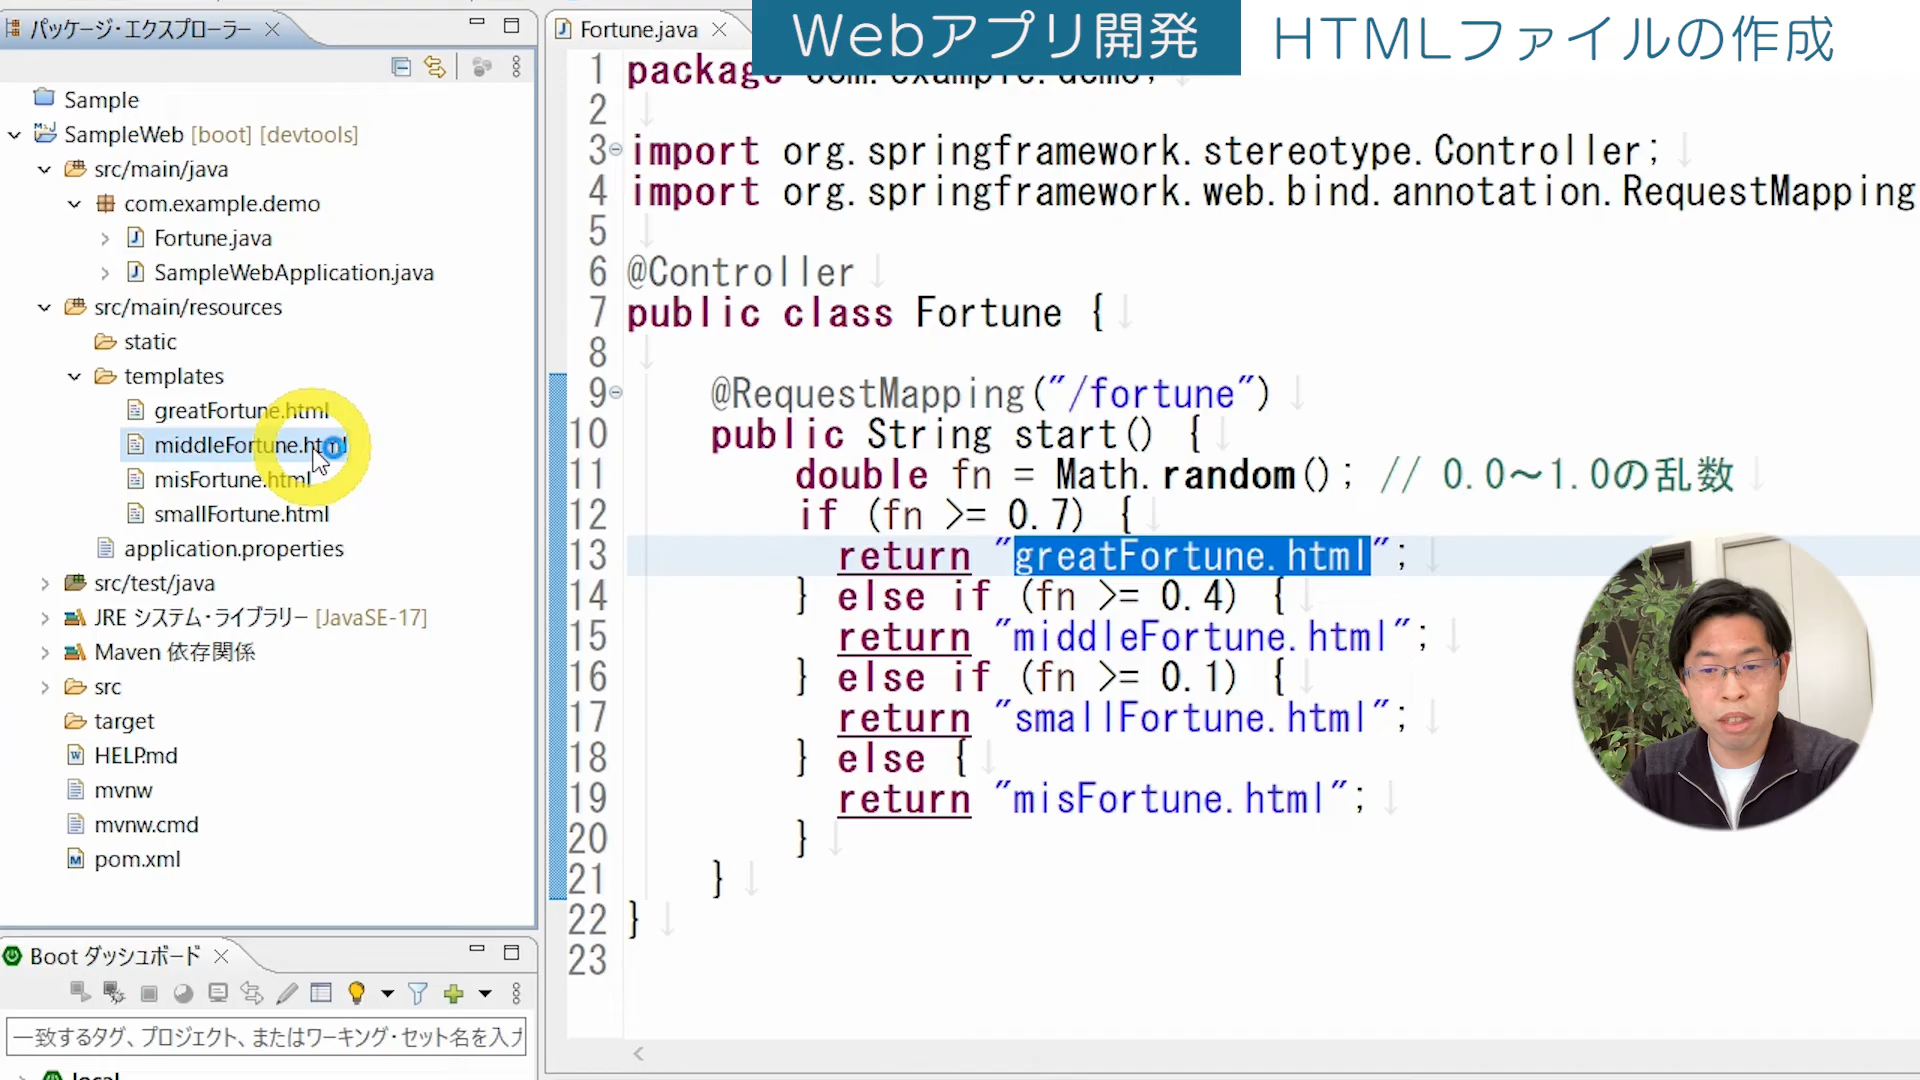 Webアプリ開発 HTMLファイルの作成
パッケージ・エクスプローラー
Sample
SampleWeb [boot] [devtools]
src/main/java
com.example.demo
Fortune.java
SampleWebApplication.java
src/main/resources
static
templates
greatFortune.html
middleFortune.html
misFortune.html
smallFortune.html
application.properties
src/test/java
JRE システム・ライブラリー [JavaSE-17]
Maven 依存関係
src
target
HELP.md
mvnw
mvnw.cmd
pom.xml
Boot ダッシュボード
一致するタグ、プロジェクト、またはワーキング・セット名を入力
local
Fortune.java
1 package com.example.demo;
2
3 import org.springframework.stereotype.Controller;
4 import org.springframework.web.bind.annotation.RequestMapping
5
6 @Controller
7 public class Fortune {
8
9 @RequestMapping("/fortune")
10 public String start() {
11 double fn = Math.random(); // 0.0～1.0の乱数
12 if (fn >= 0.7) {
13 return "greatFortune.html";
14 } else if (fn >= 0.4) {
15 return "middleFortune.html";
16 } else if (fn >= 0.1) {
17 return "smallFortune.html";
18 } else {
19 return "misFortune.html";
20 }
21 }
22 }
23